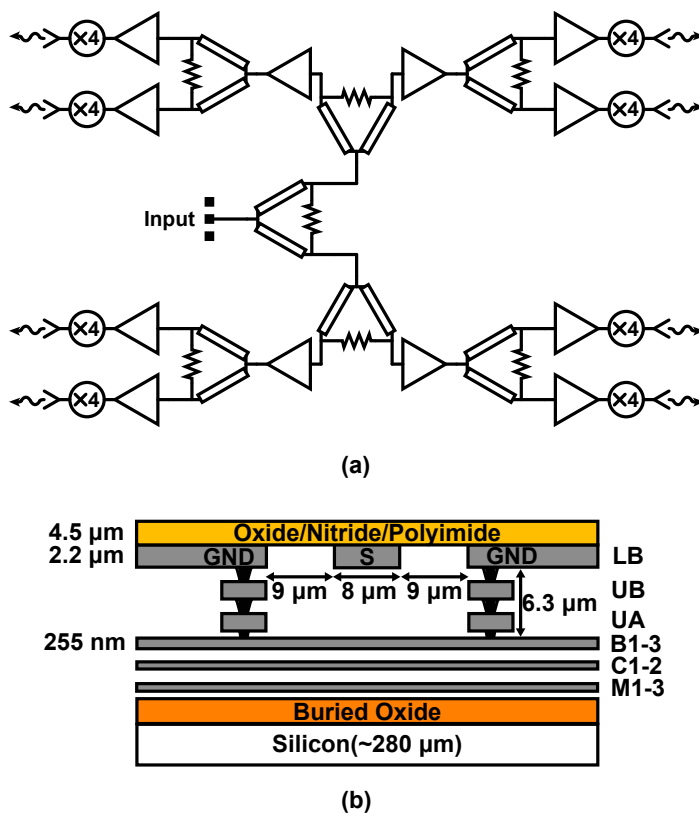 ×4 ×4
×4 ×4
Input
×4 ×4
×4 ×4
(a)
4.5 µm Oxide/Nitride/Polyimide
2.2 µm GND S GND LB
9 µm 8 µm 9 µm 6.3 µm UB
UA
255 nm B1-3
C1-2
M1-3
Buried Oxide
Silicon(~280 µm)
(b)